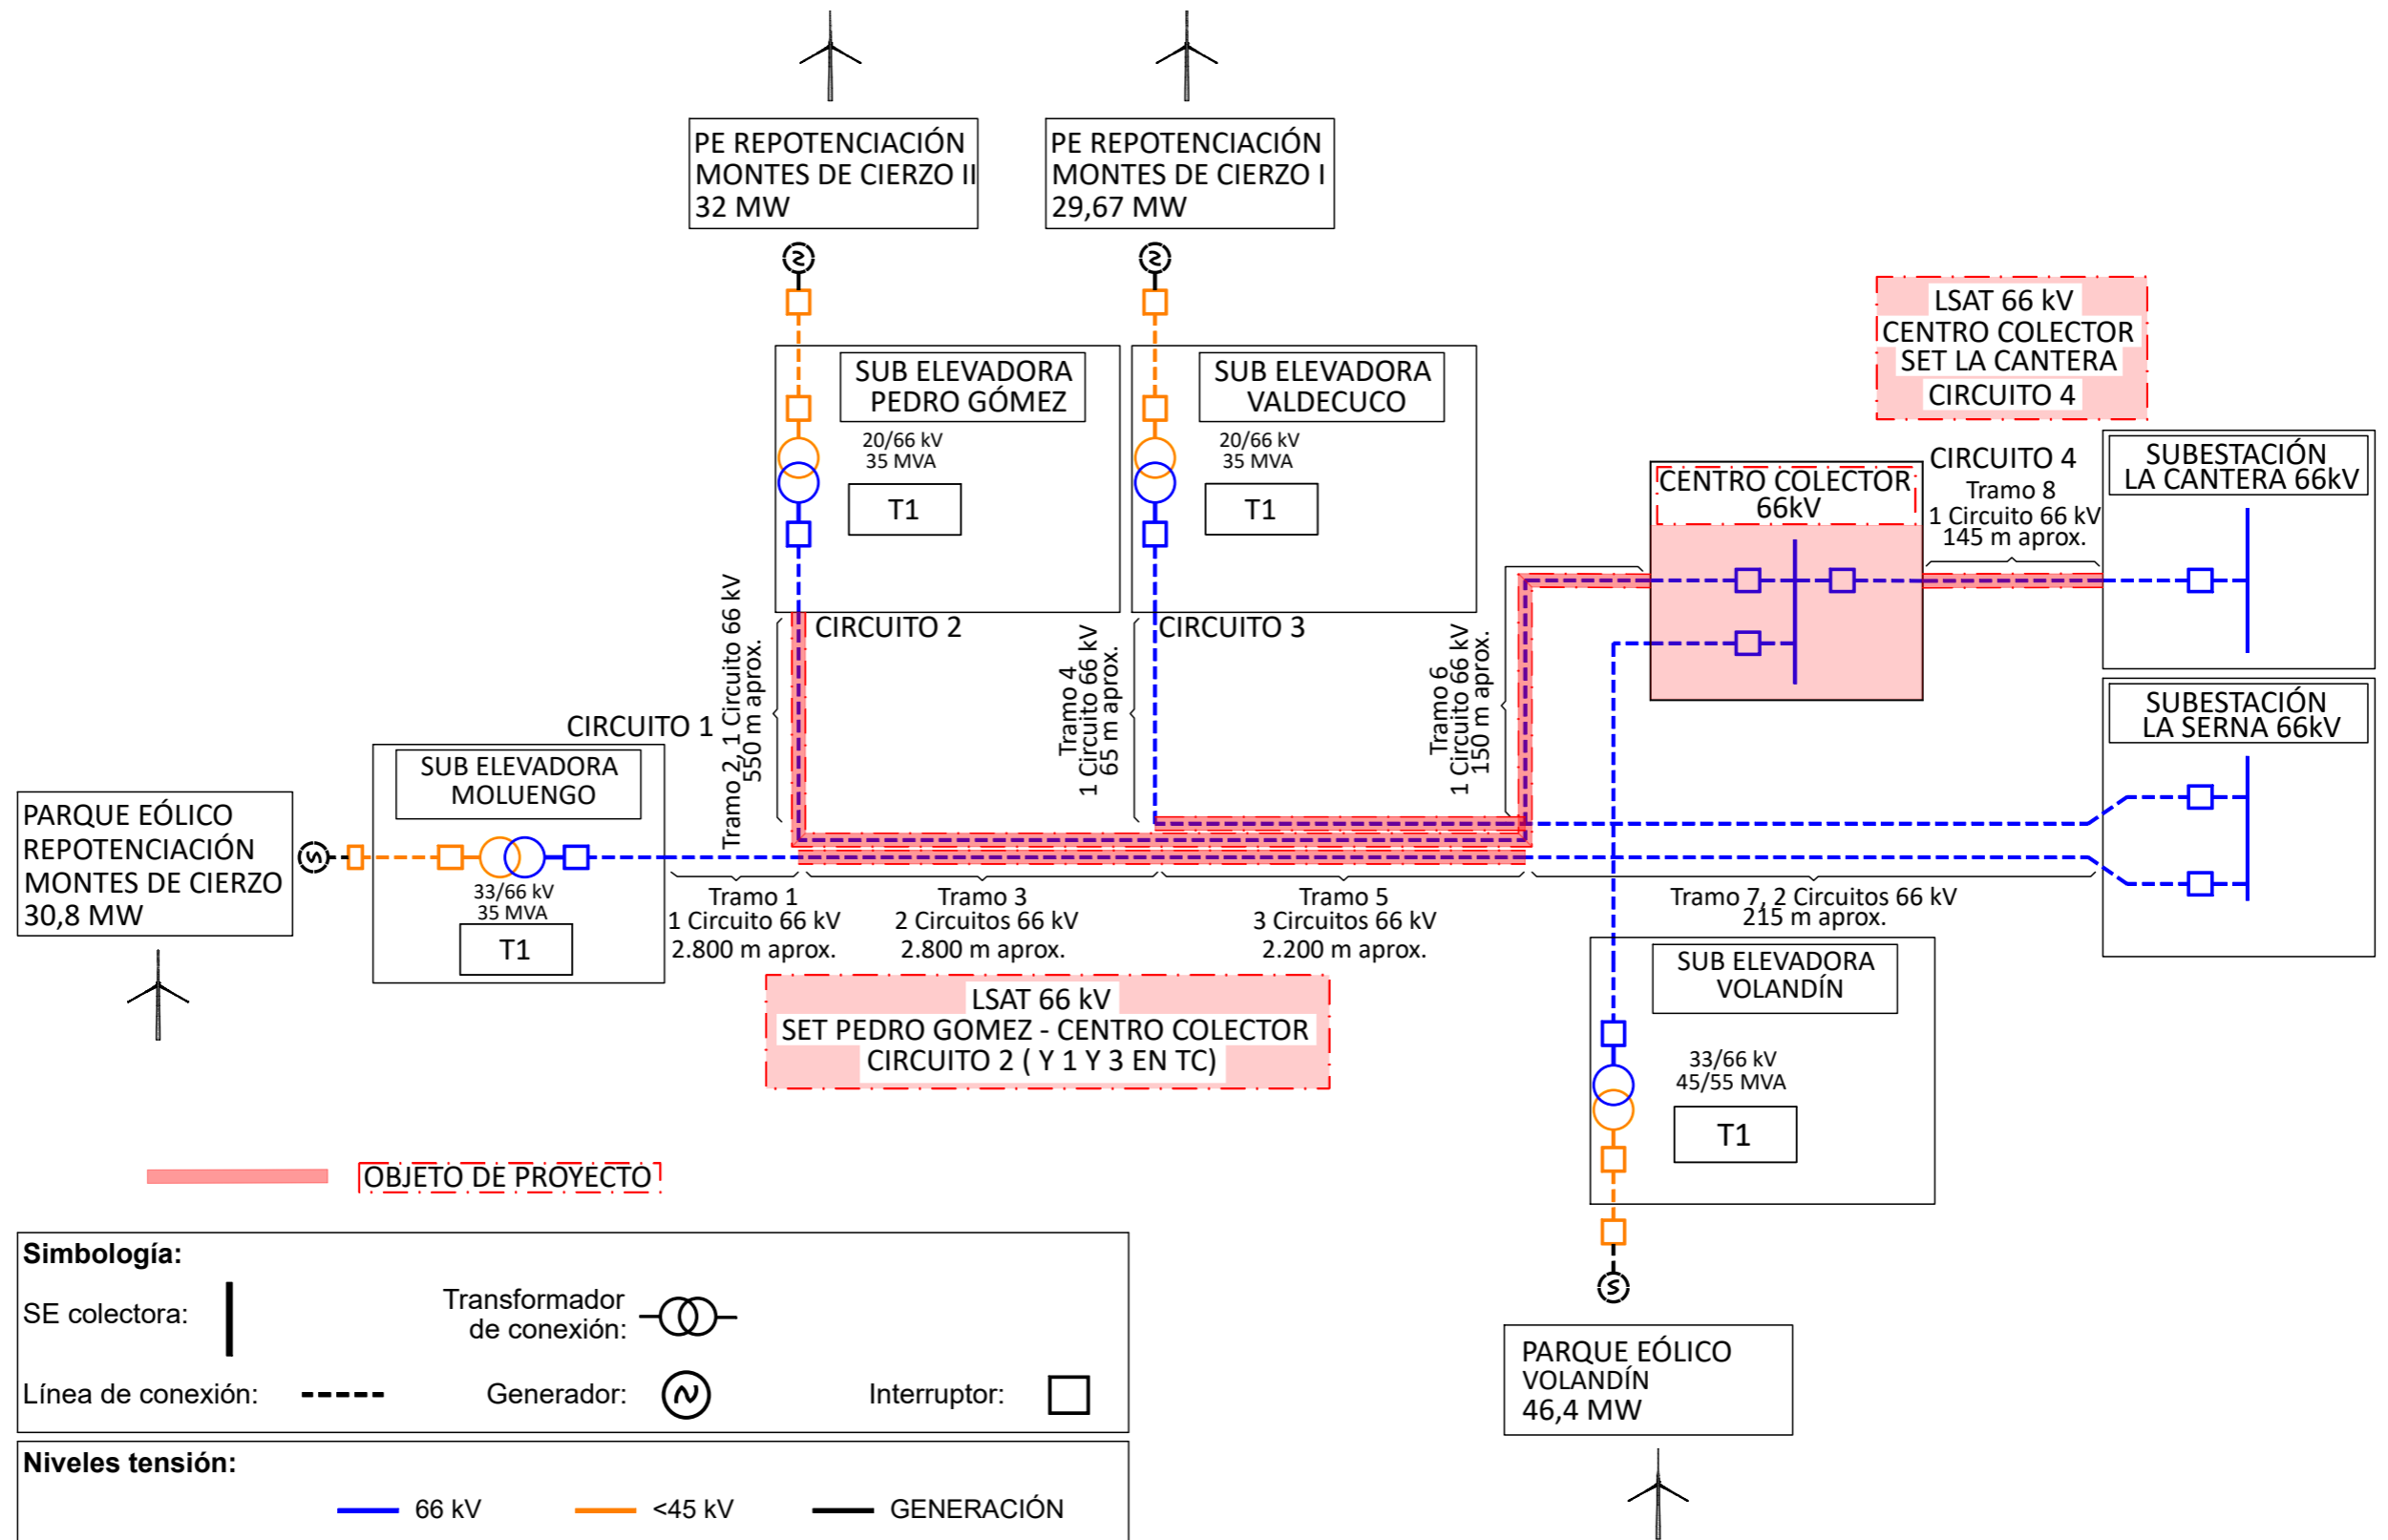 PE REPOTENCIACIÓN
MONTES DE CIERZO II
32 MW
PE REPOTENCIACIÓN
MONTES DE CIERZO I
29,67 MW
LSAT 66 kV
CENTRO COLECTOR
SET LA CANTERA
CIRCUITO 4
SUB ELEVADORA
PEDRO GÓMEZ
20/66 kV
35 MVA
T1
SUB ELEVADORA
VALDECUCO
20/66 kV
35 MVA
T1
CENTRO COLECTOR
66kV
CIRCUITO 4
Tramo 8
1 Circuito 66 kV
145 m aprox.
SUBESTACIÓN
LA CANTERA 66kV
CIRCUITO 2
CIRCUITO 3
Tramo 2, 1 Circuito 66 kV
550 m aprox.
Tramo 4
1 Circuito 66 kV
65 m aprox.
Tramo 6
1 Circuito 66 kV
150 m aprox.
SUBESTACIÓN
LA SERNA 66kV
CIRCUITO 1
SUB ELEVADORA
MOLUENGO
33/66 kV
35 MVA
T1
PARQUE EÓLICO
REPOTENCIACIÓN
MONTES DE CIERZO
30,8 MW
Tramo 1
1 Circuito 66 kV
2.800 m aprox.
Tramo 3
2 Circuitos 66 kV
2.800 m aprox.
Tramo 5
3 Circuitos 66 kV
2.200 m aprox.
Tramo 7, 2 Circuitos 66 kV
215 m aprox.
LSAT 66 kV
SET PEDRO GOMEZ - CENTRO COLECTOR
CIRCUITO 2 ( Y 1 Y 3 EN TC)
SUB ELEVADORA
VOLANDÍN
33/66 kV
45/55 MVA
T1
OBJETO DE PROYECTO
PARQUE EÓLICO
VOLANDÍN
46,4 MW
Simbología:
SE colectora:
Transformador
de conexión:
Línea de conexión:
Generador:
Interruptor:
Niveles tensión:
66 kV
<45 kV
GENERACIÓN